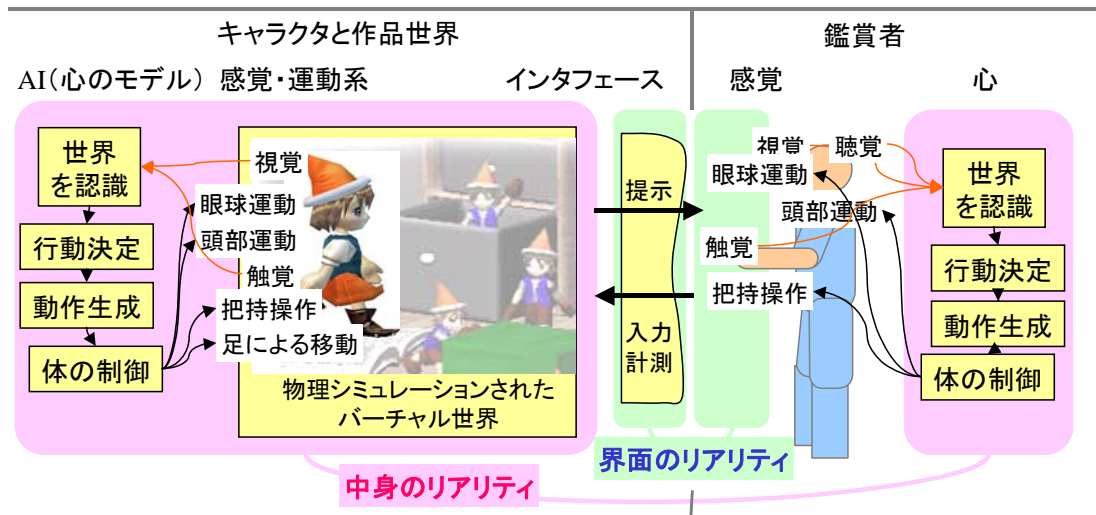 キャラクタと作品世界
鑑賞者
AI(心のモデル)
感覚・運動系
インタフェース
感覚
心
世界
を認識
行動決定
動作生成
体の制御
視覚
眼球運動
頭部運動
触覚
把持操作
足による移動
物理シミュレーションされた
バーチャル世界
提示
入力
計測
視覚
聴覚
眼球運動
頭部運動
触覚
把持操作
世界
を認識
行動決定
動作生成
体の制御
界面のリアリティ
中身のリアリティ